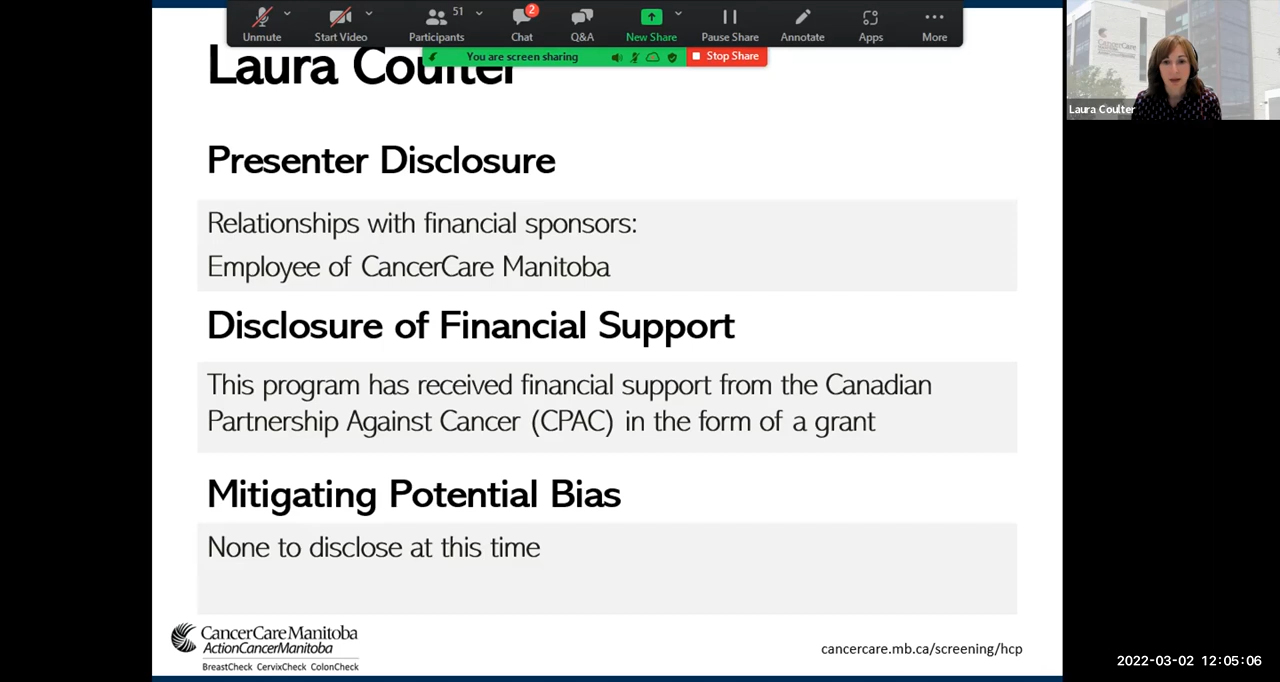 51
2
Unmute
Start Video
Participants
Chat
Q&A
New Share
Pause Share
Annotate
Apps
More
You are screen sharing
Stop Share
Laura Coulter
CancerCare
Laura Coulter
Presenter Disclosure
Relationships with financial sponsors:
Employee of CancerCare Manitoba
Disclosure of Financial Support
This program has received financial support from the Canadian
Partnership Against Cancer (CPAC) in the form of a grant
Mitigating Potential Bias
None to disclose at this time
CancerCare Manitoba
ActionCancerManitoba
BreastCheck CervixCheck ColonCheck
cancercare.mb.ca/screening/hcp
2022-03-02 12:05:06